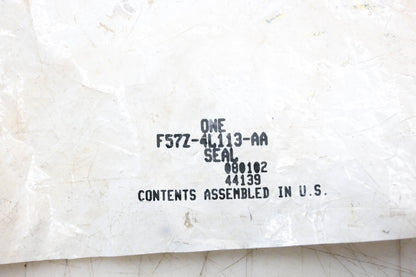 ONE
F57Z-4L113-AA
SEAL
080102
44139
CONTENTS ASSEMBLED IN U.S.